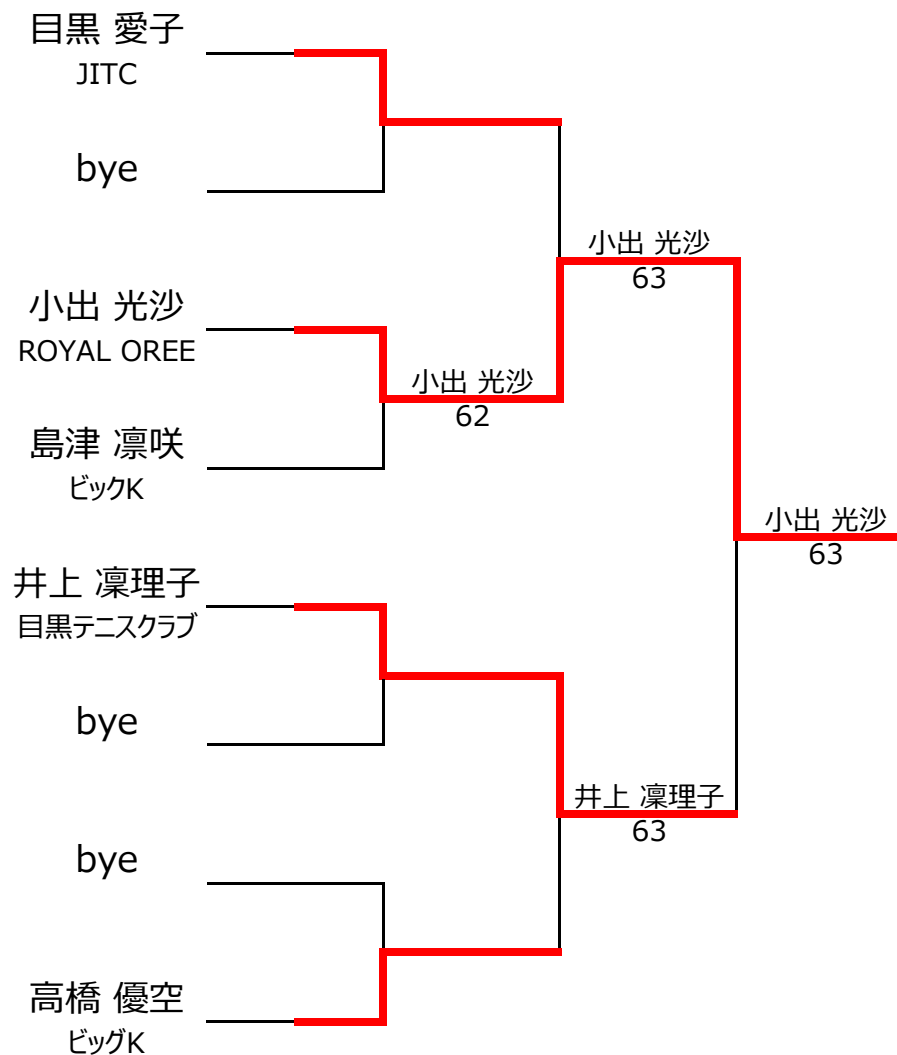 目黒 愛子
JITC
bye
小出 光沙
63
小出 光沙
ROYAL OREE
小出 光沙
62
島津 凛咲
ビックK
小出 光沙
63
井上 凜理子
目黒テニスクラブ
bye
井上 凜理子
63
bye
高橋 優空
ビッグK